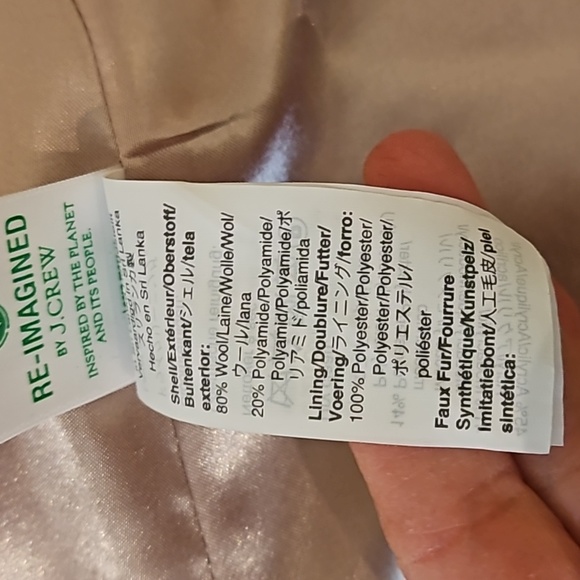 RE-IMAGINED
BY J.CREW
INSPIRED BY THE PLANET
AND ITS PEOPLE.
Hecho en Sri Lanka
Shell/Extérieur/Oberstoff/
Buitenkant/シェル/tela
exterior:
80% Wool/Laine/Wolle/Wol/
ウール/lana
20% Polyamide/Polyamide/
Polyamid/Polyamide/ポ
リアミド/poliamida
Lining/Doublure/Futter/
Voering/ライニング/forro:
100% Polyester/Polyester/
Polyester/Polyester/
ポリエステル/
poliéster
Faux Fur/Fourrure
Synthétique/Kunstpelz/
Imitatiebont/人工毛皮/piel
sintética: